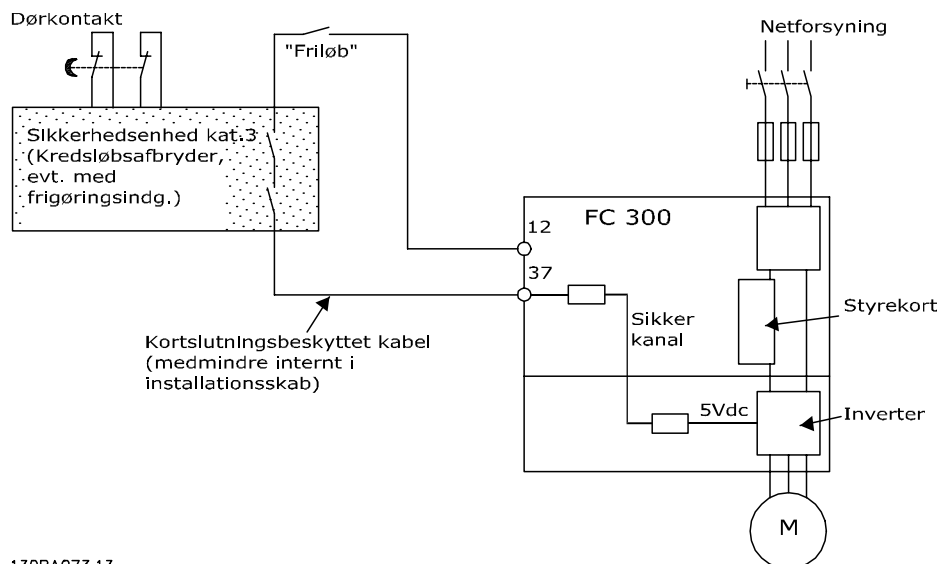 Dørkontakt
"Friløb"
Netforsyning
Sikkerhedsenhed kat.3
(Kredsløbsafbryder,
evt. med
frigøringsindg.)
FC 300
12
37
Sikker
kanal
Styrekort
Kortslutningsbeskyttet kabel
(medmindre internt i
installationsskab)
5Vdc
Inverter
M